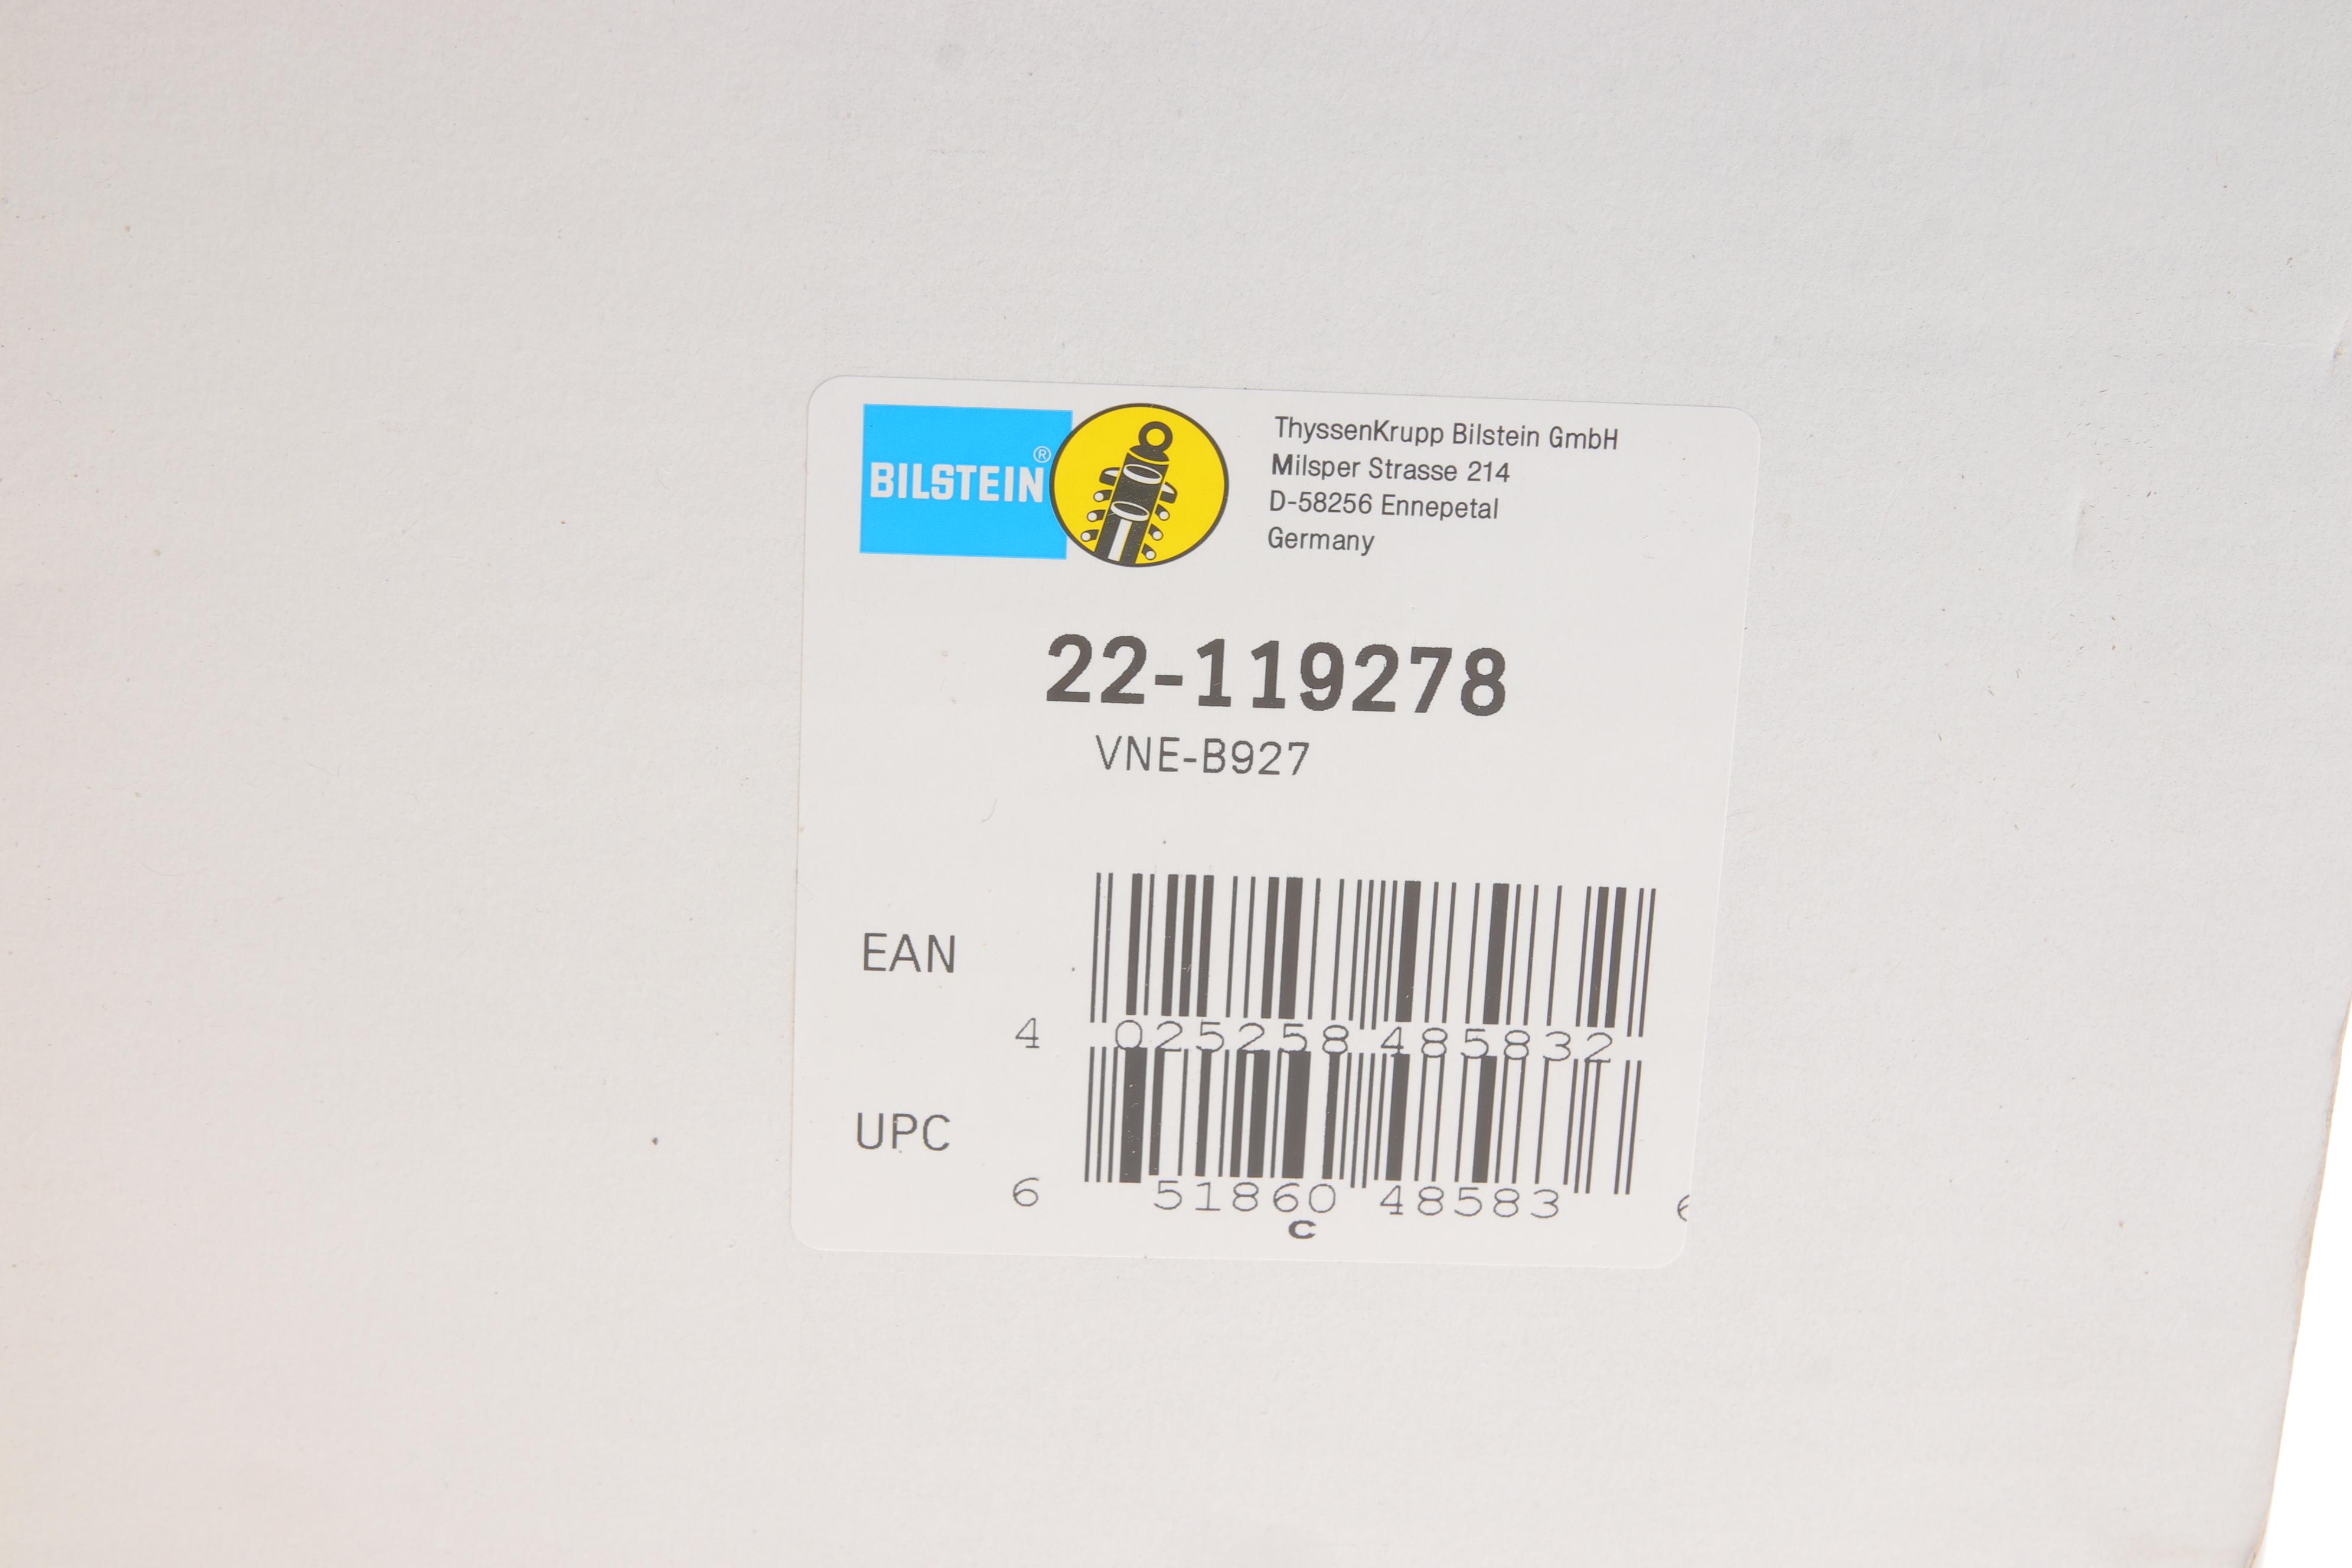 BILSTEIN®
ThyssenKrupp Bilstein GmbH
Milsper Strasse 214
D-58256 Ennepetal
Germany
22-119278
VNE-B927
EAN
4 025258 485832
UPC
6 51860 48583 6
C